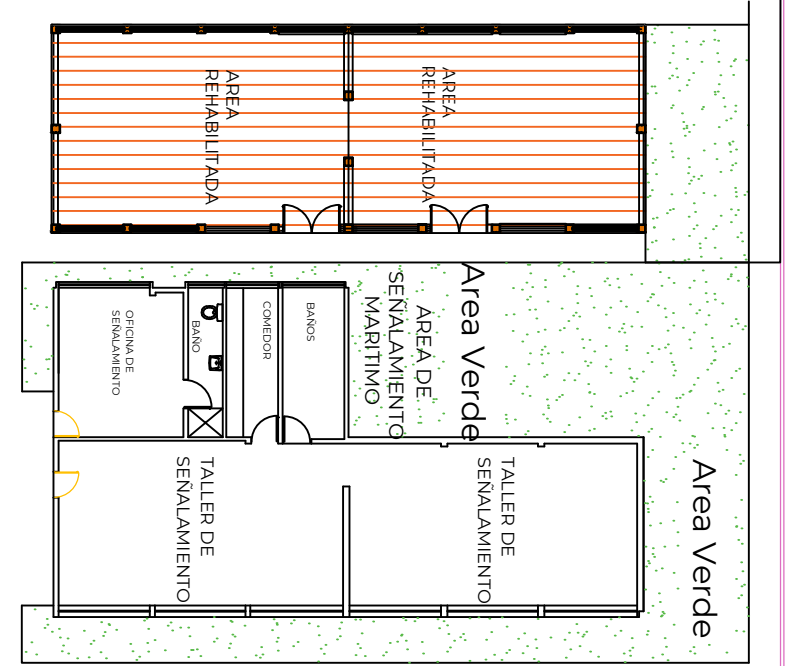 AREA
REHABILITADA
AREA
REHABILITADA
Area Verde
ÁREA DE
SEÑALAMIENTO
MARITIMO
OFICINA DE
SEÑALAMIENTO
BAÑO
COMEDOR
BAÑOS
TALLER DE
SEÑALAMIENTO
TALLER DE
SEÑALAMIENTO
Area Verde